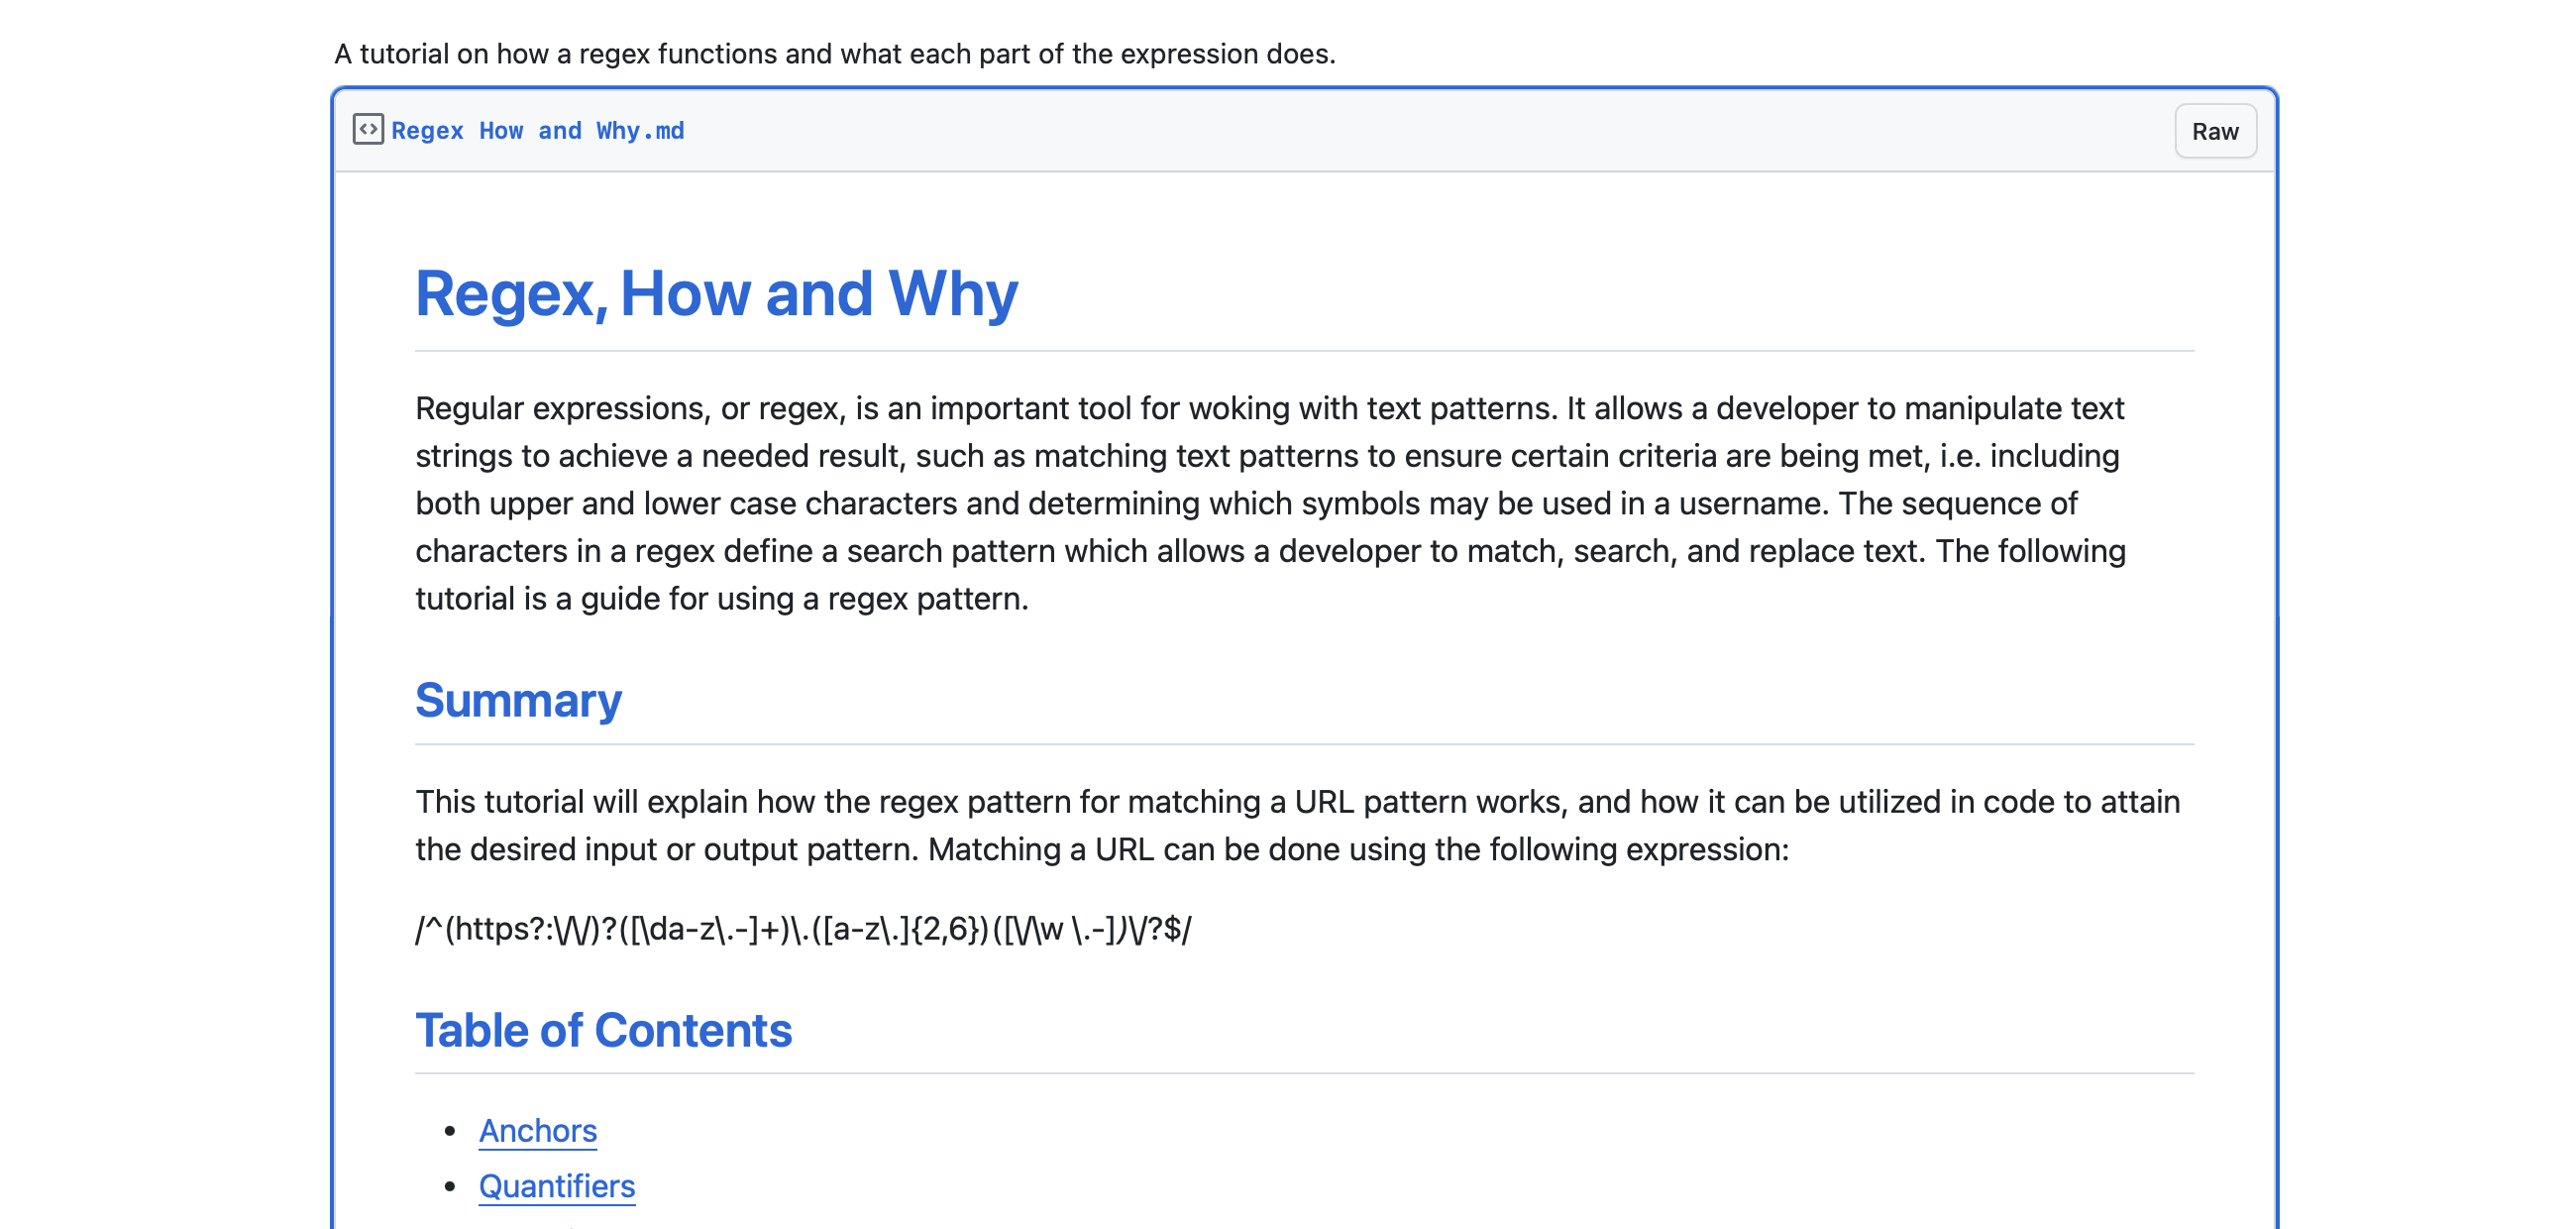 A tutorial on how a regex functions and what each part of the expression does.
Regex How and Why.md
Raw
Regex, How and Why
Regular expressions, or regex, is an important tool for woking with text patterns. It allows a developer to manipulate text
strings to achieve a needed result, such as matching text patterns to ensure certain criteria are being met, i.e. including
both upper and lower case characters and determining which symbols may be used in a username. The sequence of
characters in a regex define a search pattern which allows a developer to match, search, and replace text. The following
tutorial is a guide for using a regex pattern.
Summary
This tutorial will explain how the regex pattern for matching a URL pattern works, and how it can be utilized in code to attain
the desired input or output pattern. Matching a URL can be done using the following expression:
/^(https?:\/\/)?([\da-z\.-]+)\.([a-z\.]{2,6})([\/\w \.-])\/?$/
Table of Contents
Anchors
Quantifiers